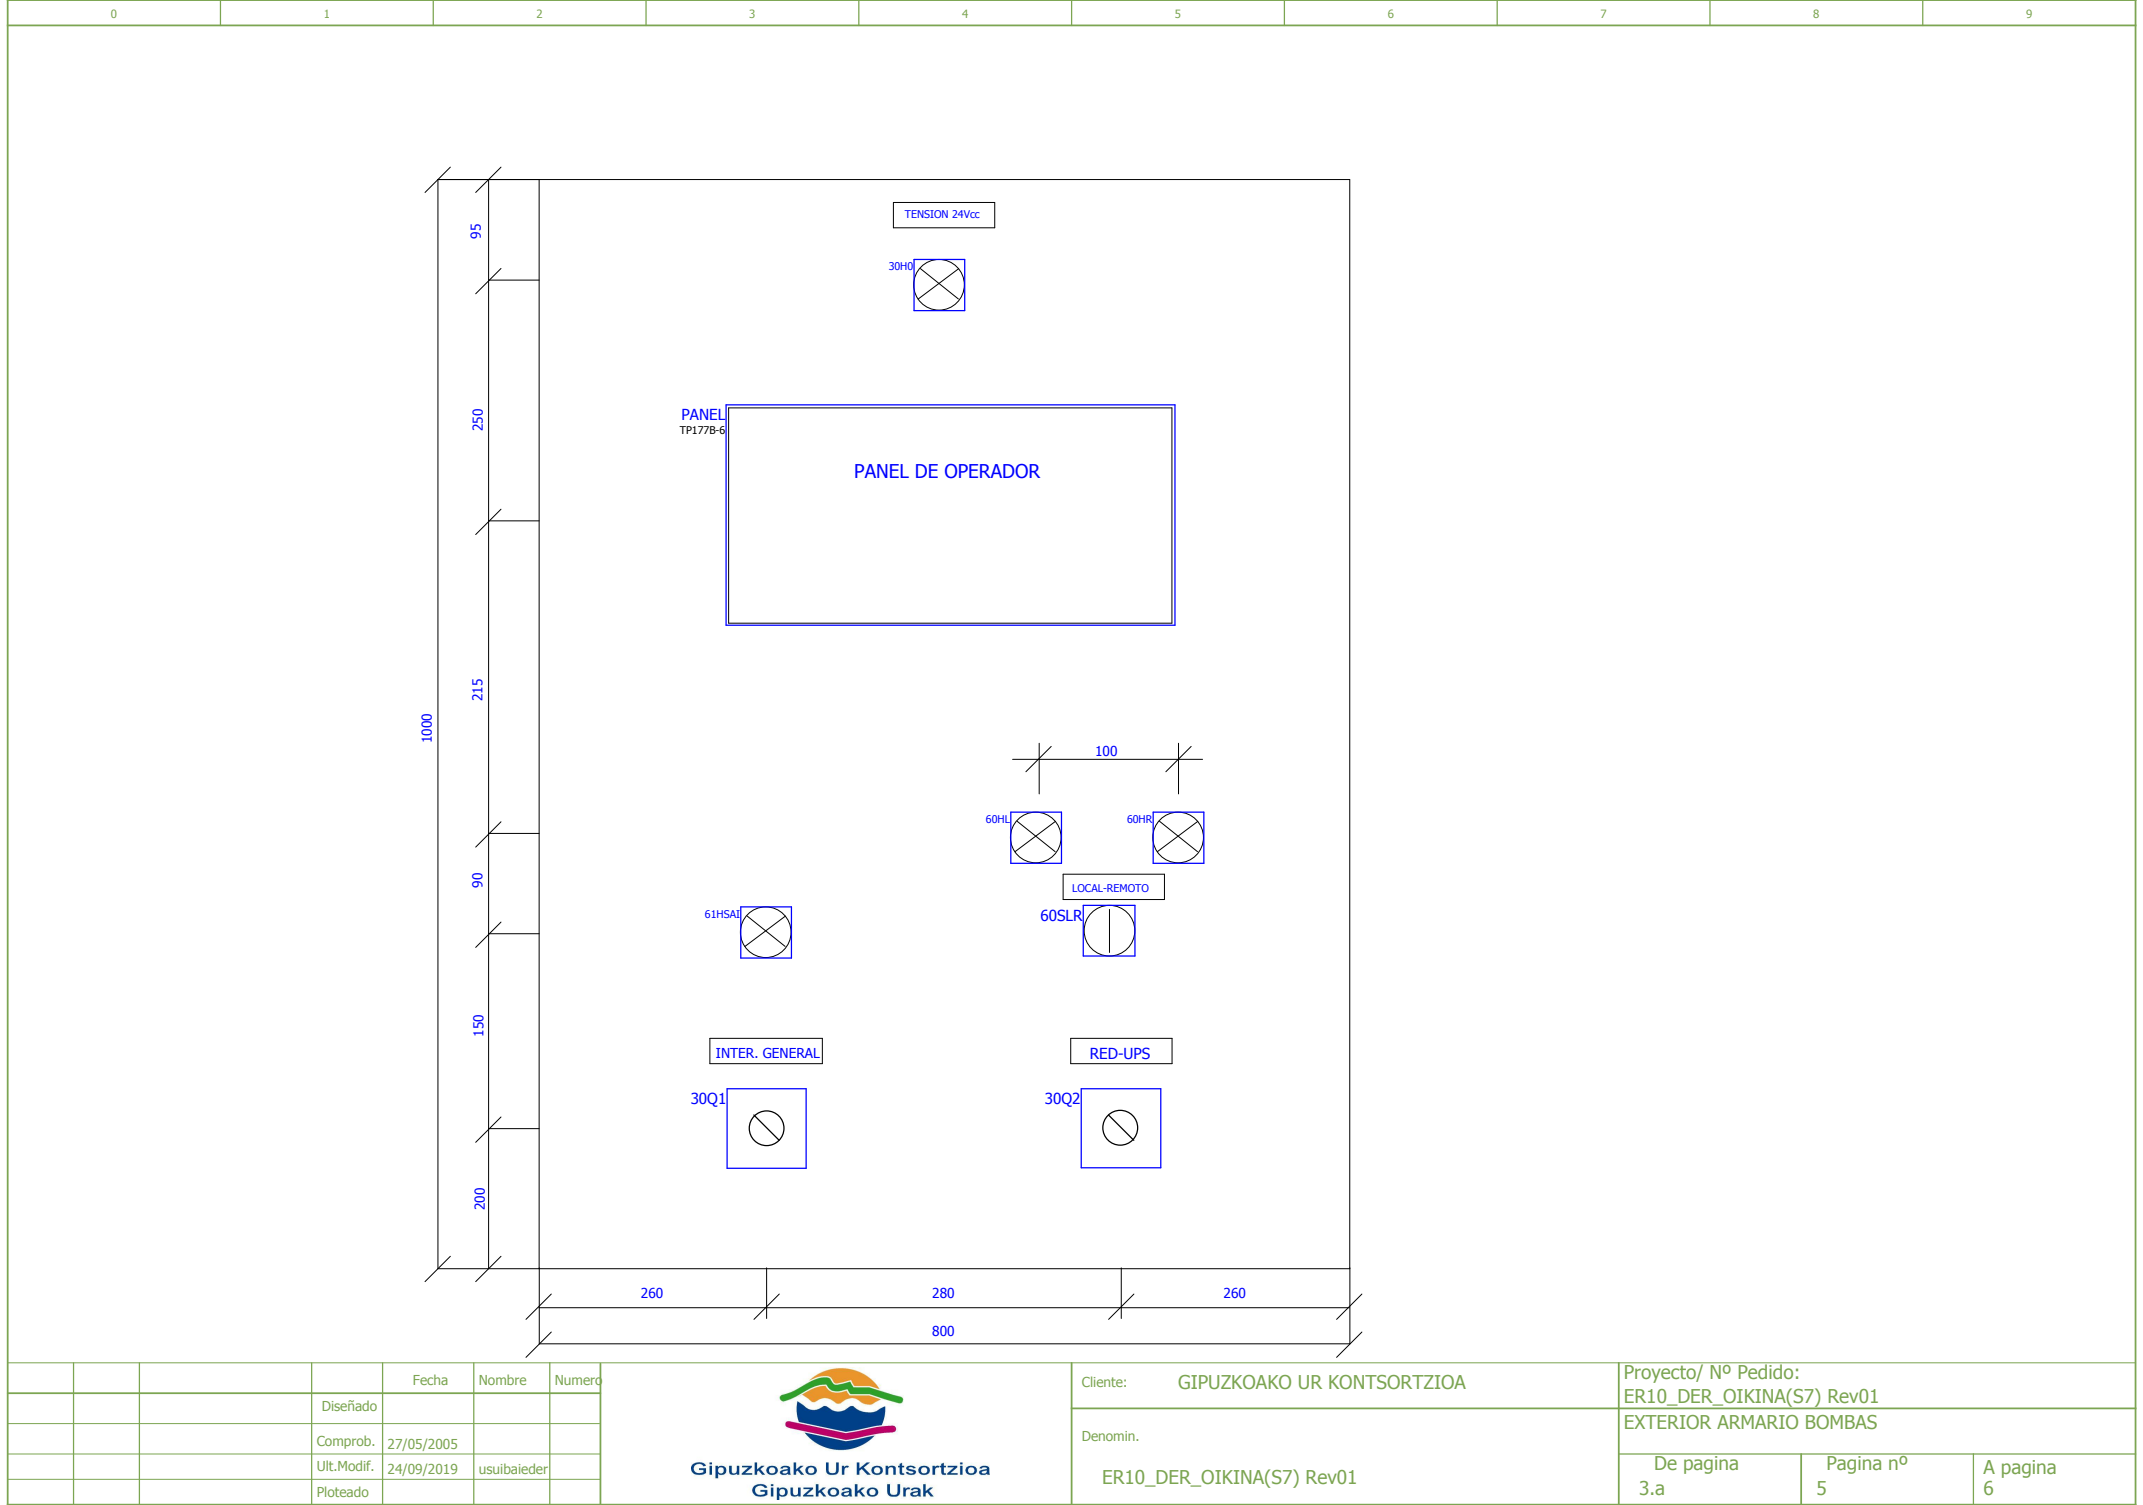 0 1 2 3 4 5 6 7 8 9
TENSION 24Vcc
95
30H0
PANEL
TP177B-6
250
PANEL DE OPERADOR
215
1000
100
60HL
60HR
90
LOCAL-REMOTO
61HSAI
60SLR
150
INTER. GENERAL
RED-UPS
30Q1
30Q2
200
260
280
260
800
Fecha Nombre Numero
Diseñado
Comprob. 27/05/2005
Ult.Modif. 24/09/2019 usuibaieder
Ploteado
Gipuzkoako Ur Kontsortzioa
Gipuzkoako Urak
Cliente: GIPUZKOAKO UR KONTSORTZIOA
Denomin.
ER10_DER_OIKINA(S7) Rev01
Proyecto/ Nº Pedido:
ER10_DER_OIKINA(S7) Rev01
EXTERIOR ARMARIO BOMBAS
De pagina
3.a
Pagina nº
5
A pagina
6